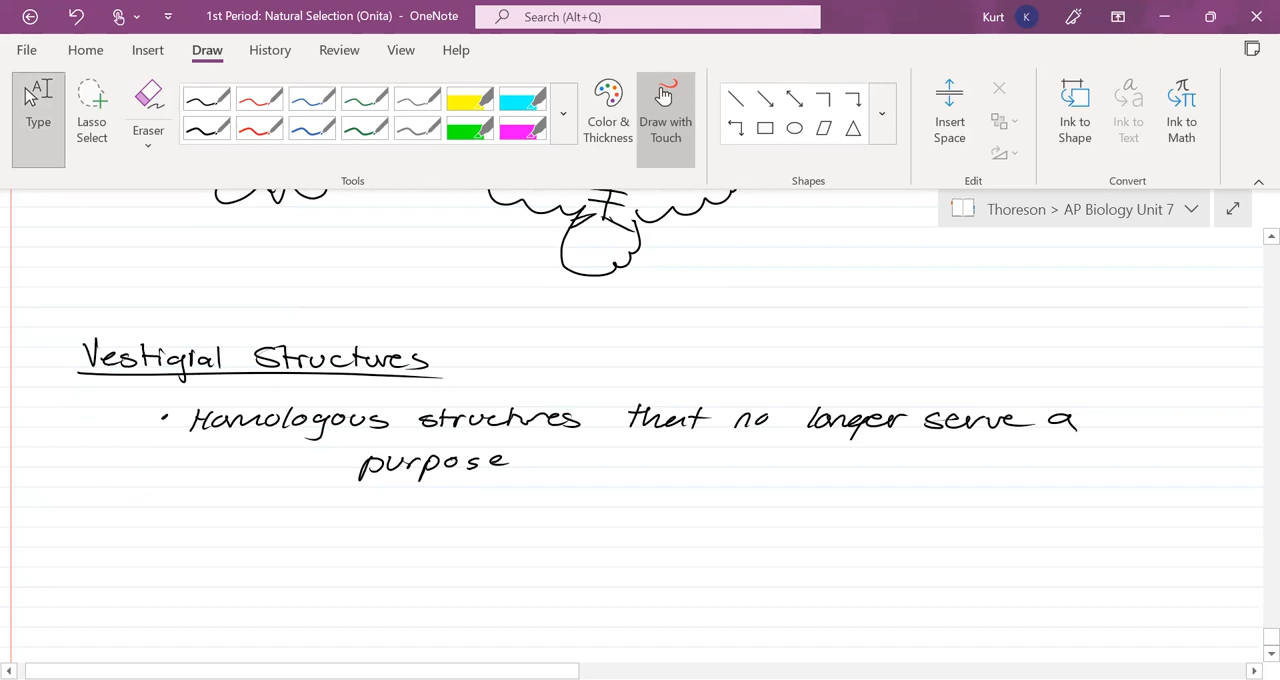 1st Period: Natural Selection (Onita) - OneNote
Search (Alt+Q)
Kurt
K
File Home Insert Draw History Review View Help
Type
Lasso Select
Eraser
Color & Thickness
Draw with Touch
Insert Space
Ink to Shape
Ink to Text
Ink to Math
Tools
Shapes
Edit
Convert
Thoreson > AP Biology Unit 7
Vestigial Structures
• Homologous structures that no longer serve a
purpose